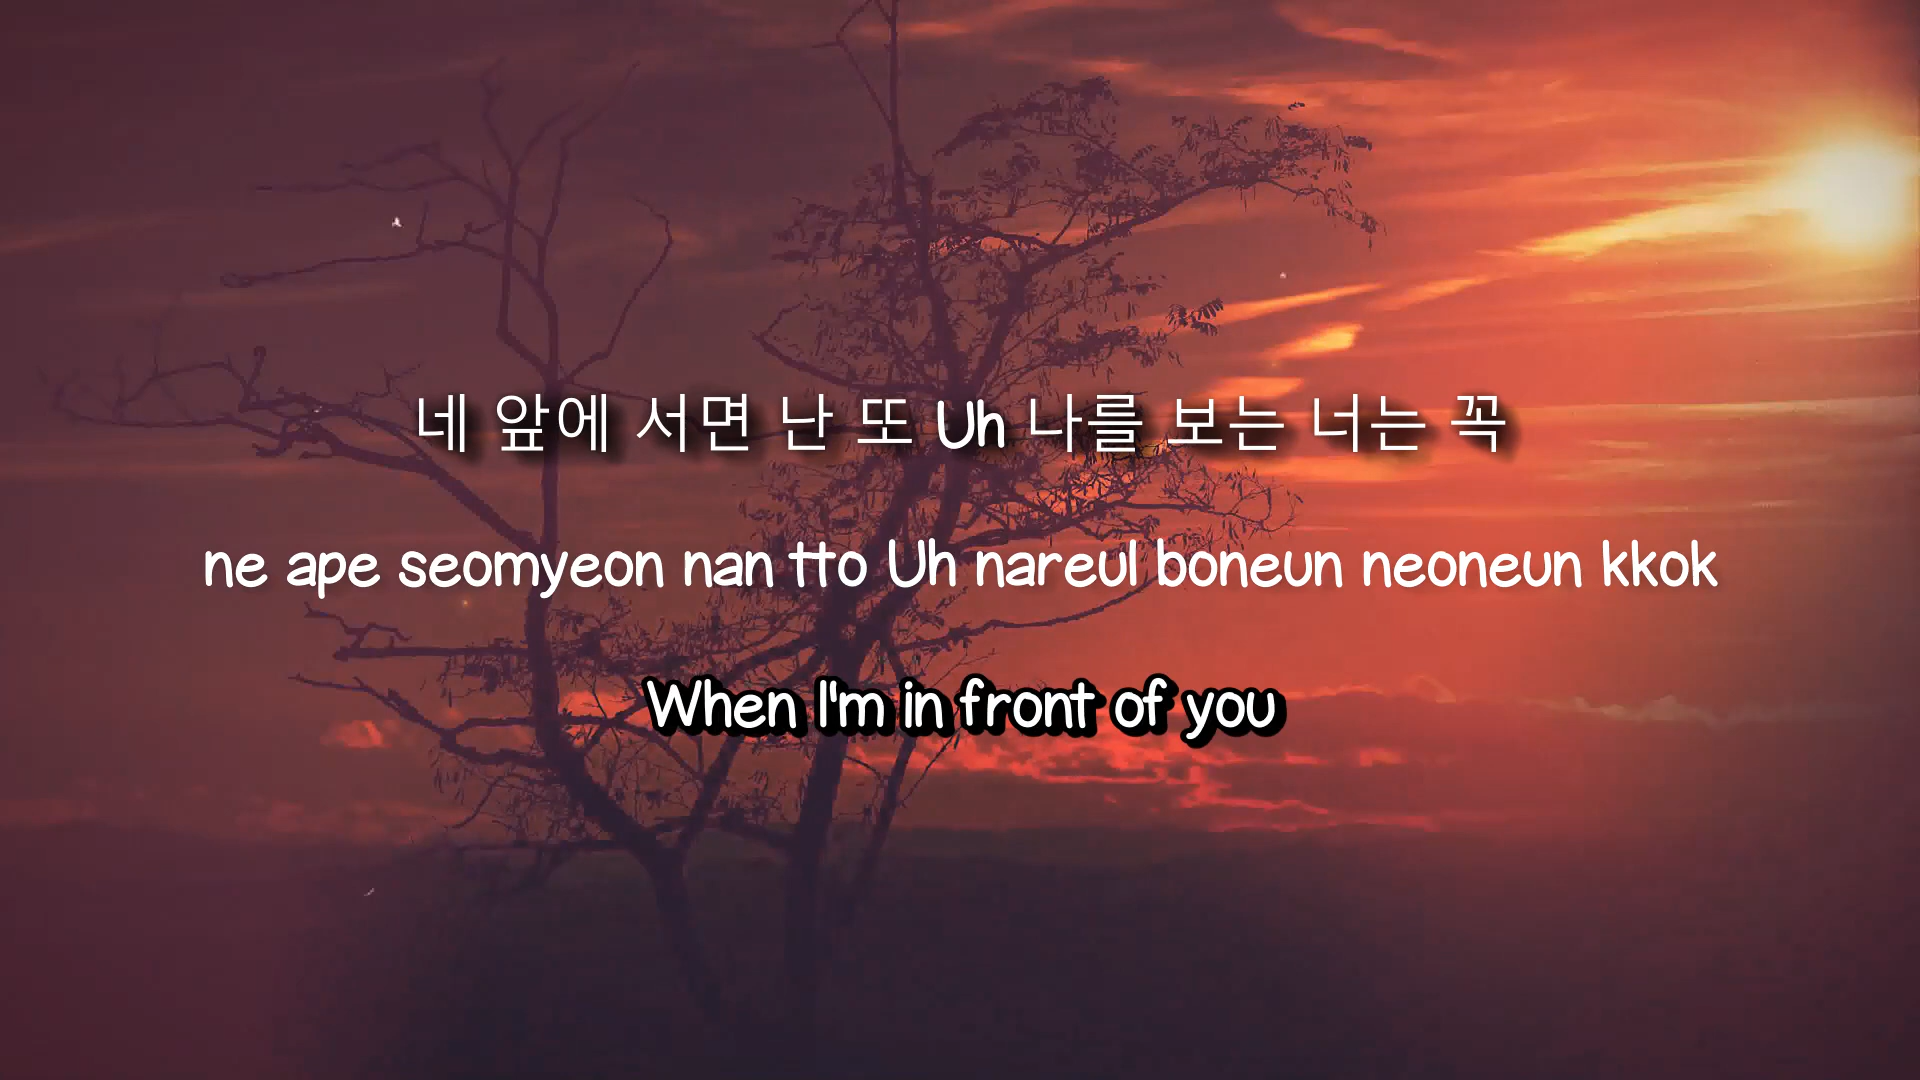 네 앞에 서면 난 또 Uh 나를 보는 너는 꼭
ne ape seomyeon nan tto Uh nareul boneun neoneun kkok
When I'm in front of you